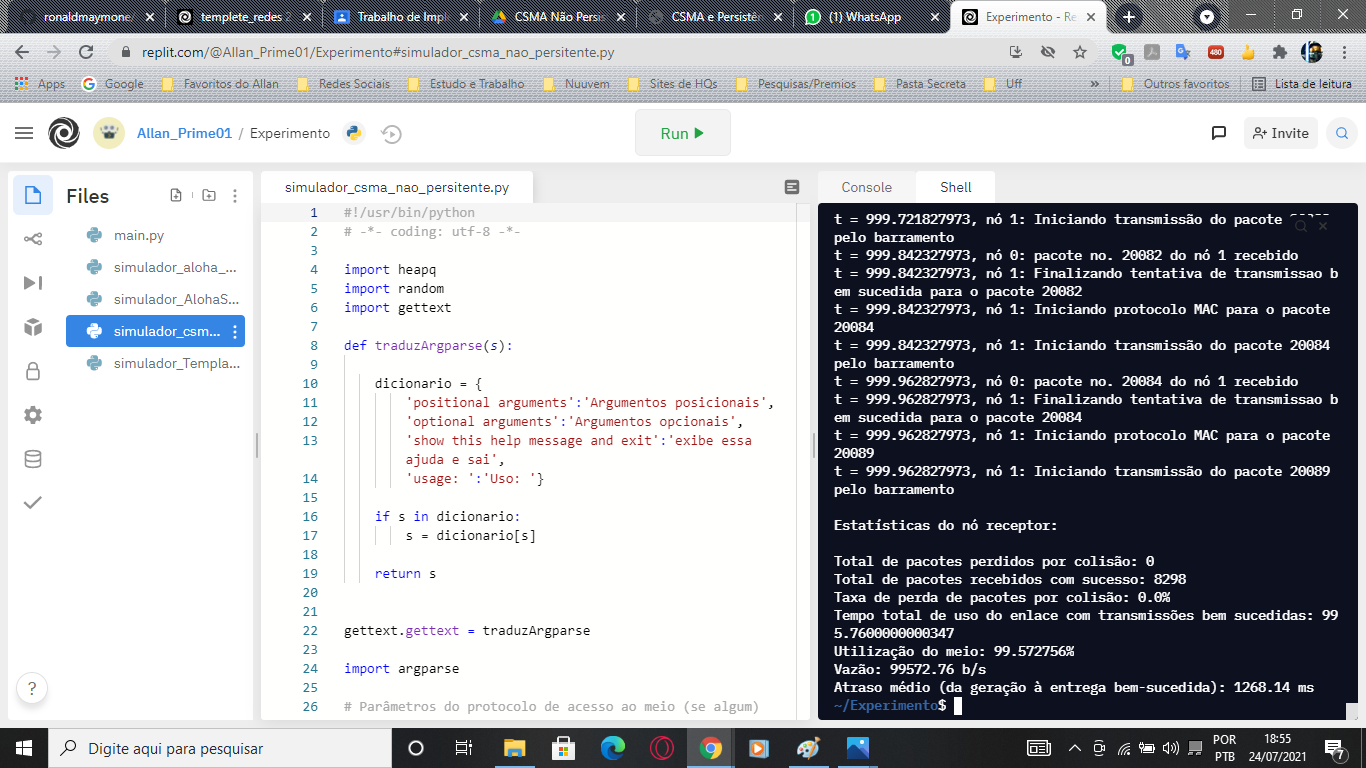 ronaldmaymone/
templete_redes 2
Trabalho de Impl
CSMA Não Persis
CSMA e Persistên
(1) WhatsApp
Experimento - Re
replit.com/@Allan_Prime01/Experimento#simulador_csma_nao_persitente.py
0
480
Apps
Google
Favoritos do Allan
Redes Sociais
Estudo e Trabalho
Nuuvem
Sites de HQs
Pesquisas/Premios
Pasta Secreta
Uff
»
Outros favoritos
Lista de leitura
Allan_Prime01 / Experimento
Run
Invite
Files
main.py
simulador_aloha_...
simulador_AlohaS...
simulador_csm...
simulador_Templa...
?
simulador_csma_nao_persitente.py
1 #!/usr/bin/python
2 # -*- coding: utf-8 -*-
3
4 import heapq
5 import random
6 import gettext
7
8 def traduzArgparse(s):
9
10 dicionario = {
11 'positional arguments':'Argumentos posicionais',
12 'optional arguments':'Argumentos opcionais',
13 'show this help message and exit':'exibe essa
ajuda e sai',
14 'usage: ':'Uso: '}
15
16 if s in dicionario:
17 s = dicionario[s]
18
19 return s
20
21
22 gettext.gettext = traduzArgparse
23
24 import argparse
25
26 # Parâmetros do protocolo de acesso ao meio (se algum)
Console
Shell
t = 999.721827973, nó 1: Iniciando transmissão do pacote
pelo barramento
t = 999.842327973, nó 0: pacote no. 20082 do nó 1 recebido
t = 999.842327973, nó 1: Finalizando tentativa de transmissao b
em sucedida para o pacote 20082
t = 999.842327973, nó 1: Iniciando protocolo MAC para o pacote
20084
t = 999.842327973, nó 1: Iniciando transmissão do pacote 20084
pelo barramento
t = 999.962827973, nó 0: pacote no. 20084 do nó 1 recebido
t = 999.962827973, nó 1: Finalizando tentativa de transmissao b
em sucedida para o pacote 20084
t = 999.962827973, nó 1: Iniciando protocolo MAC para o pacote
20089
t = 999.962827973, nó 1: Iniciando transmissão do pacote 20089
pelo barramento
Estatísticas do nó receptor:
Total de pacotes perdidos por colisão: 0
Total de pacotes recebidos com sucesso: 8298
Taxa de perda de pacotes por colisão: 0.0%
Tempo total de uso do enlace com transmissões bem sucedidas: 99
5.7600000000347
Utilização do meio: 99.572756%
Vazão: 99572.76 b/s
Atraso médio (da geração à entrega bem-sucedida): 1268.14 ms
~/Experimento$
Digite aqui para pesquisar
POR
PTB
18:55
24/07/2021
7